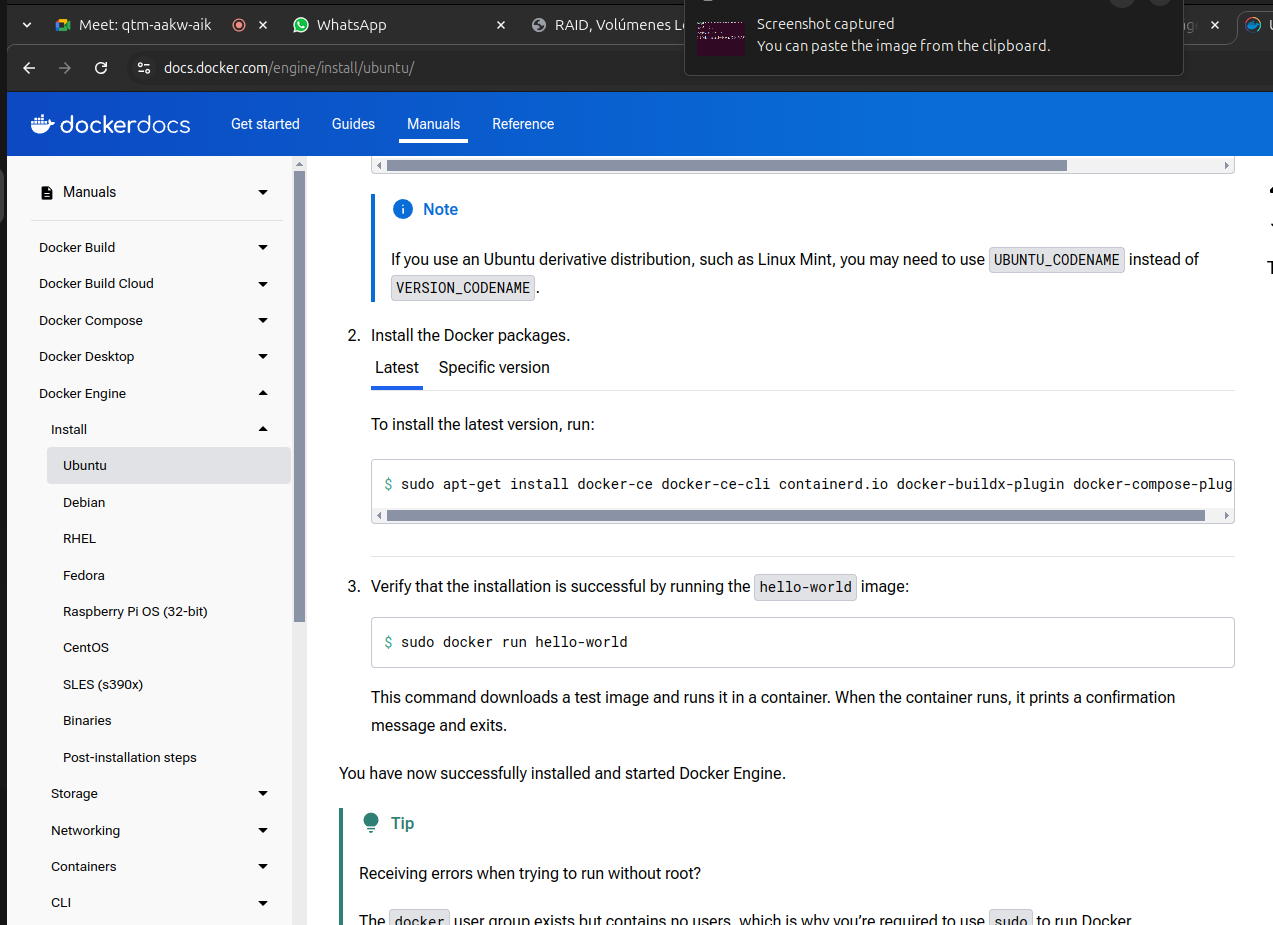 Meet: qtm-aakw-aik
WhatsApp
RAID, Volúmenes L
Screenshot captured
You can paste the image from the clipboard.
docs.docker.com/engine/install/ubuntu/
dockerdocs
Get started
Guides
Manuals
Reference
Manuals
Docker Build
Docker Build Cloud
Docker Compose
Docker Desktop
Docker Engine
Install
Ubuntu
Debian
RHEL
Fedora
Raspberry Pi OS (32-bit)
CentOS
SLES (s390x)
Binaries
Post-installation steps
Storage
Networking
Containers
CLI
Note
If you use an Ubuntu derivative distribution, such as Linux Mint, you may need to use UBUNTU_CODENAME instead of
VERSION_CODENAME.
2. Install the Docker packages.
Latest
Specific version
To install the latest version, run:
$ sudo apt-get install docker-ce docker-ce-cli containerd.io docker-buildx-plugin docker-compose-plug
3. Verify that the installation is successful by running the hello-world image:
$ sudo docker run hello-world
This command downloads a test image and runs it in a container. When the container runs, it prints a confirmation
message and exits.
You have now successfully installed and started Docker Engine.
Tip
Receiving errors when trying to run without root?
The docker user group exists but contains no users, which is why you're required to use sudo to run Docker